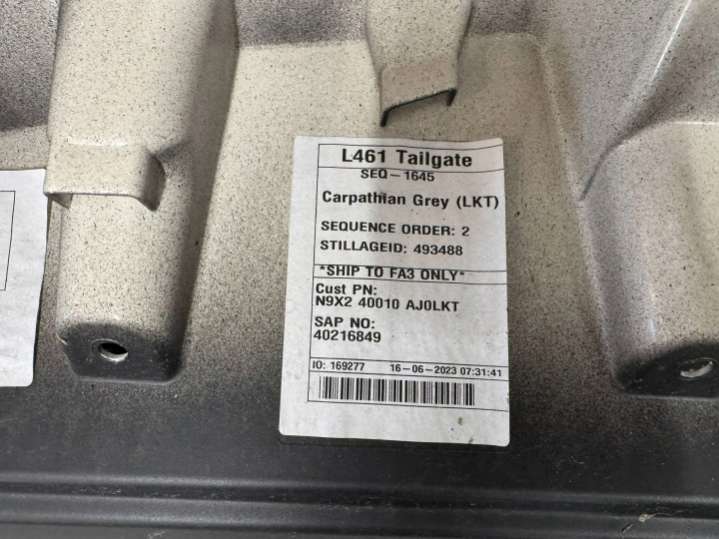 L461 Tailgate
SEQ-1645
Carpathian Grey (LKT)
SEQUENCE ORDER: 2
STILLAGEID: 493488
*SHIP TO FA3 ONLY*
Cust PN:
N9X2 40010 AJ0LKT
SAP NO:
40216849
IO: 169277 16-06-2023 07:31:41